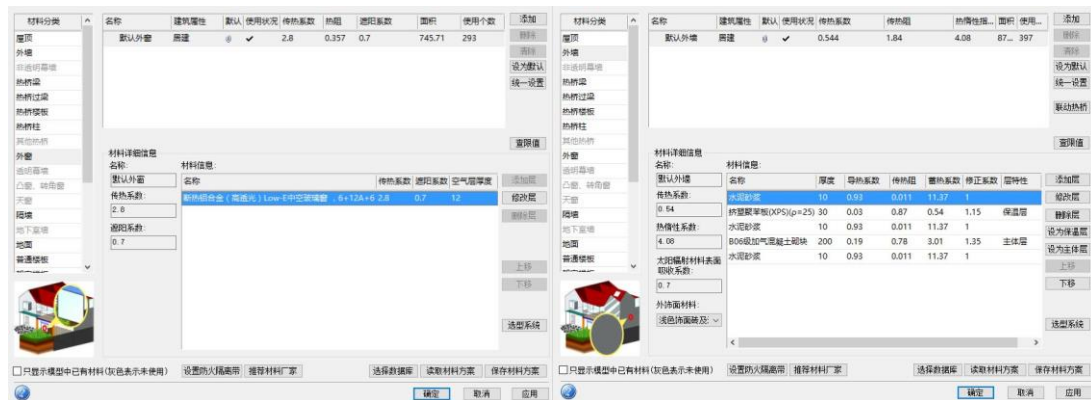 材料分类
屋顶
外墙
非透明幕墙
热桥梁
热桥过梁
热桥楼板
热桥柱
其他热桥
外窗
透明幕墙
凸窗、转角窗
天窗
隔墙
地下室墙
地面
普通楼板
名称 建筑属性 默认 使用状况 传热系数 热阻 遮阳系数 面积 使用个数
默认外窗 居建 2.8 0.357 0.7 745.71 293
添加
删除
清除
设为默认
统一设置
查限值
材料详细信息
名称:
默认外窗
传热系数:
2.8
遮阳系数:
0.7
材料信息:
名称 传热系数 遮阳系数 空气层厚度
断热铝合金(高透光)Low-E中空玻璃窗,6+12A+6 2.8 0.7 12
添加层
修改层
删除层
上移
下移
选型系统
只显示模型中已有材料(灰色表示未使用) 设置防火隔离带 推荐材料厂家 选择数据库 读取材料方案 保存材料方案
确定 取消 应用
材料分类
屋顶
外墙
非透明幕墙
热桥梁
热桥过梁
热桥楼板
热桥柱
其他热桥
外窗
透明幕墙
凸窗、转角窗
天窗
隔墙
地下室墙
地面
普通楼板
名称 建筑属性 默认 使用状况 传热系数 传热阻 热惰性指... 面积 使用...
默认外墙 居建 0.544 1.84 4.08 87... 397
添加
删除
清除
设为默认
统一设置
联动热桥
查限值
材料详细信息
名称:
默认外墙
传热系数:
0.54
热惰性系数:
4.08
太阳辐射材料表面
吸收系数:
0.7
外饰面材料:
浅色饰面砖及:
材料信息:
名称 厚度 导热系数 传热阻 蓄热系数 修正系数 层特性
水泥砂浆 10 0.93 0.011 11.37 1
挤塑聚苯板(XPS)(ρ=25) 30 0.03 0.87 0.54 1.15 保温层
水泥砂浆 10 0.93 0.011 11.37 1
B06级加气混凝土砌块 200 0.19 0.78 3.01 1.35 主体层
水泥砂浆 10 0.93 0.011 11.37 1
添加层
修改层
删除层
设为保温层
设为主体层
上移
下移
选型系统
只显示模型中已有材料(灰色表示未使用) 设置防火隔离带 推荐材料厂家 选择数据库 读取材料方案 保存材料方案
确定 取消 应用